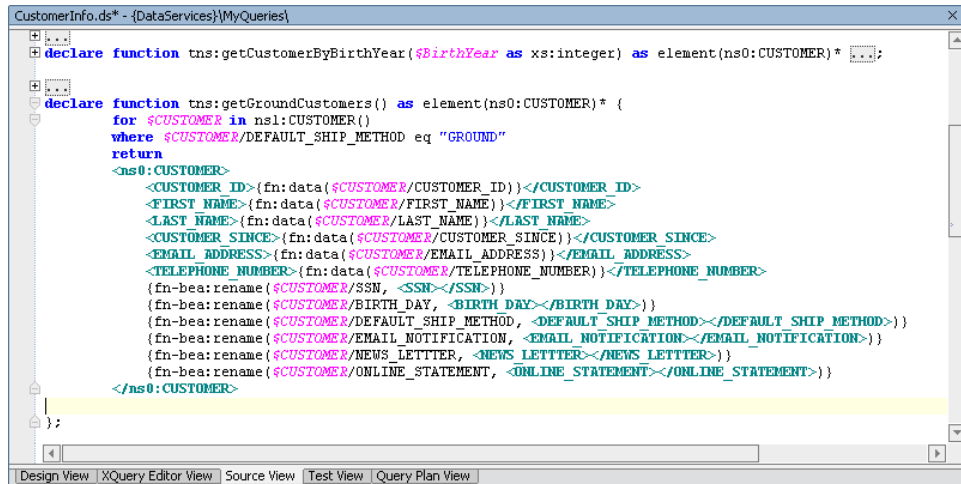 CustomerInfo.ds* - {DataServices}\MyQueries\
...
declare function tns:getCustomerByBirthYear($BirthYear as xs:integer) as element(ns0:CUSTOMER)* ...;
...
declare function tns:getGroundCustomers() as element(ns0:CUSTOMER)* {
for $CUSTOMER in ns1:CUSTOMER()
where $CUSTOMER/DEFAULT_SHIP_METHOD eq "GROUND"
return
<ns0:CUSTOMER>
<CUSTOMER_ID>{fn:data($CUSTOMER/CUSTOMER_ID)}</CUSTOMER_ID>
<FIRST_NAME>{fn:data($CUSTOMER/FIRST_NAME)}</FIRST_NAME>
<LAST_NAME>{fn:data($CUSTOMER/LAST_NAME)}</LAST_NAME>
<CUSTOMER_SINCE>{fn:data($CUSTOMER/CUSTOMER_SINCE)}</CUSTOMER_SINCE>
<EMAIL_ADDRESS>{fn:data($CUSTOMER/EMAIL_ADDRESS)}</EMAIL_ADDRESS>
<TELEPHONE_NUMBER>{fn:data($CUSTOMER/TELEPHONE_NUMBER)}</TELEPHONE_NUMBER>
{fn-bea:rename($CUSTOMER/SSN, <SSN></SSN>)}
{fn-bea:rename($CUSTOMER/BIRTH_DAY, <BIRTH_DAY></BIRTH_DAY>)}
{fn-bea:rename($CUSTOMER/DEFAULT_SHIP_METHOD, <DEFAULT_SHIP_METHOD></DEFAULT_SHIP_METHOD>)}
{fn-bea:rename($CUSTOMER/EMAIL_NOTIFICATION, <EMAIL_NOTIFICATION></EMAIL_NOTIFICATION>)}
{fn-bea:rename($CUSTOMER/NEWS_LETTTER, <NEWS_LETTTER></NEWS_LETTTER>)}
{fn-bea:rename($CUSTOMER/ONLINE_STATEMENT, <ONLINE_STATEMENT></ONLINE_STATEMENT>)}
</ns0:CUSTOMER>
};
Design View XQuery Editor View Source View Test View Query Plan View